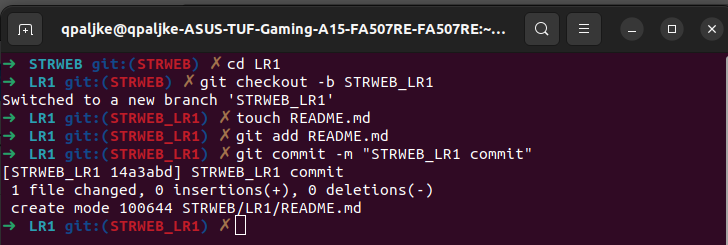 qpaljke@qpaljke-ASUS-TUF-Gaming-A15-FA507RE-FA507RE:~...
➜ STRWEB git:(STRWEB) ✗ cd LR1
➜ LR1 git:(STRWEB) ✗ git checkout -b STRWEB_LR1
Switched to a new branch 'STRWEB_LR1'
➜ LR1 git:(STRWEB_LR1) ✗ touch README.md
➜ LR1 git:(STRWEB_LR1) ✗ git add README.md
➜ LR1 git:(STRWEB_LR1) ✗ git commit -m "STRWEB_LR1 commit"
[STRWEB_LR1 14a3abd] STRWEB_LR1 commit
 1 file changed, 0 insertions(+), 0 deletions(-)
 create mode 100644 STRWEB/LR1/README.md
➜ LR1 git:(STRWEB_LR1) ✗